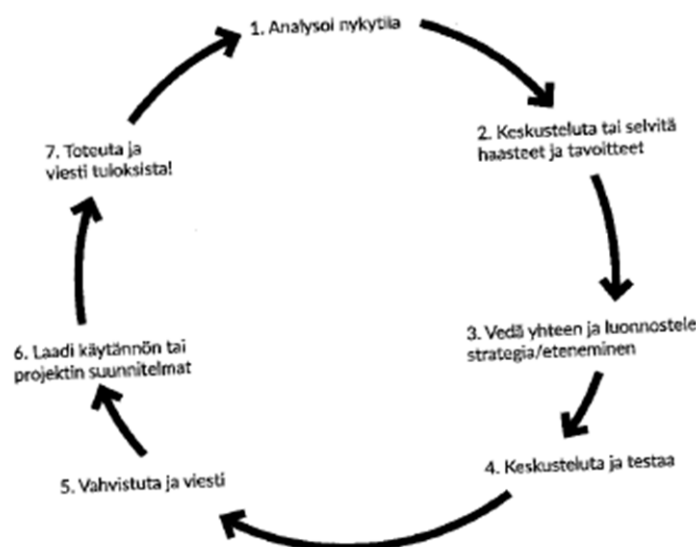 1. Analysoi nykytila
2. Keskusteluta tai selvitä
haasteet ja tavoitteet
3. Vedä yhteen ja luonnostele
strategia/eteneminen
4. Keskusteluta ja testaa
5. Vahvistuta ja viesti
6. Laadi käytännön tai
projektin suunnitelmat
7. Toteuta ja
viesti tuloksista!